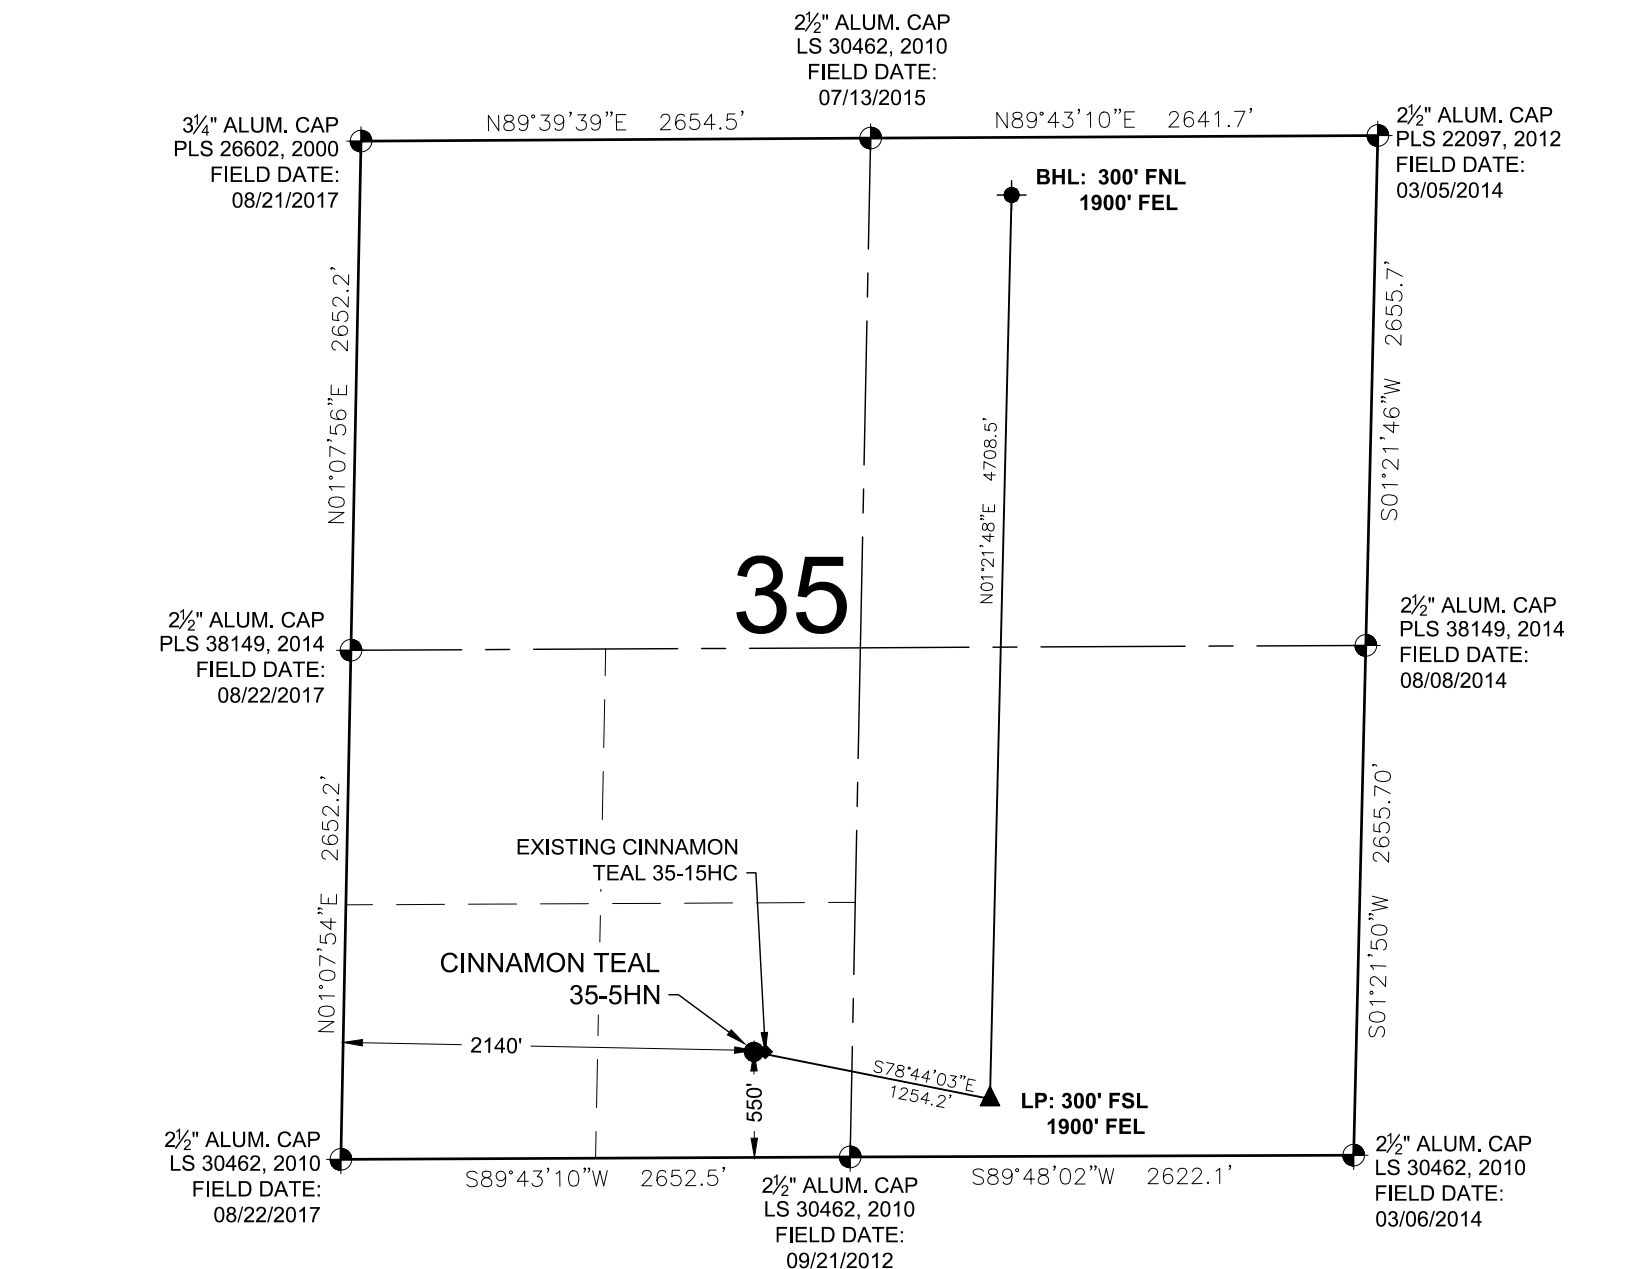 2½" ALUM. CAP
LS 30462, 2010
FIELD DATE:
07/13/2015
3¼" ALUM. CAP
PLS 26602, 2000
FIELD DATE:
08/21/2017
N89°39'39"E 2654.5'
N89°43'10"E 2641.7'
2½" ALUM. CAP
PLS 22097, 2012
FIELD DATE:
03/05/2014
BHL: 300' FNL
1900' FEL
N01°07'56"E 2652.2'
N01°21'48"E 4708.5'
S01°21'46"W 2655.7'
35
2½" ALUM. CAP
PLS 38149, 2014
FIELD DATE:
08/22/2017
2½" ALUM. CAP
PLS 38149, 2014
FIELD DATE:
08/08/2014
N01°07'54"E 2652.2'
EXISTING CINNAMON
TEAL 35-15HC
S01°21'50"W 2655.70'
CINNAMON TEAL
35-5HN
2140'
550'
S78°44'03"E
1254.2'
LP: 300' FSL
1900' FEL
2½" ALUM. CAP
LS 30462, 2010
FIELD DATE:
08/22/2017
S89°43'10"W 2652.5'
2½" ALUM. CAP
LS 30462, 2010
FIELD DATE:
09/21/2012
S89°48'02"W 2622.1'
2½" ALUM. CAP
LS 30462, 2010
FIELD DATE:
03/06/2014